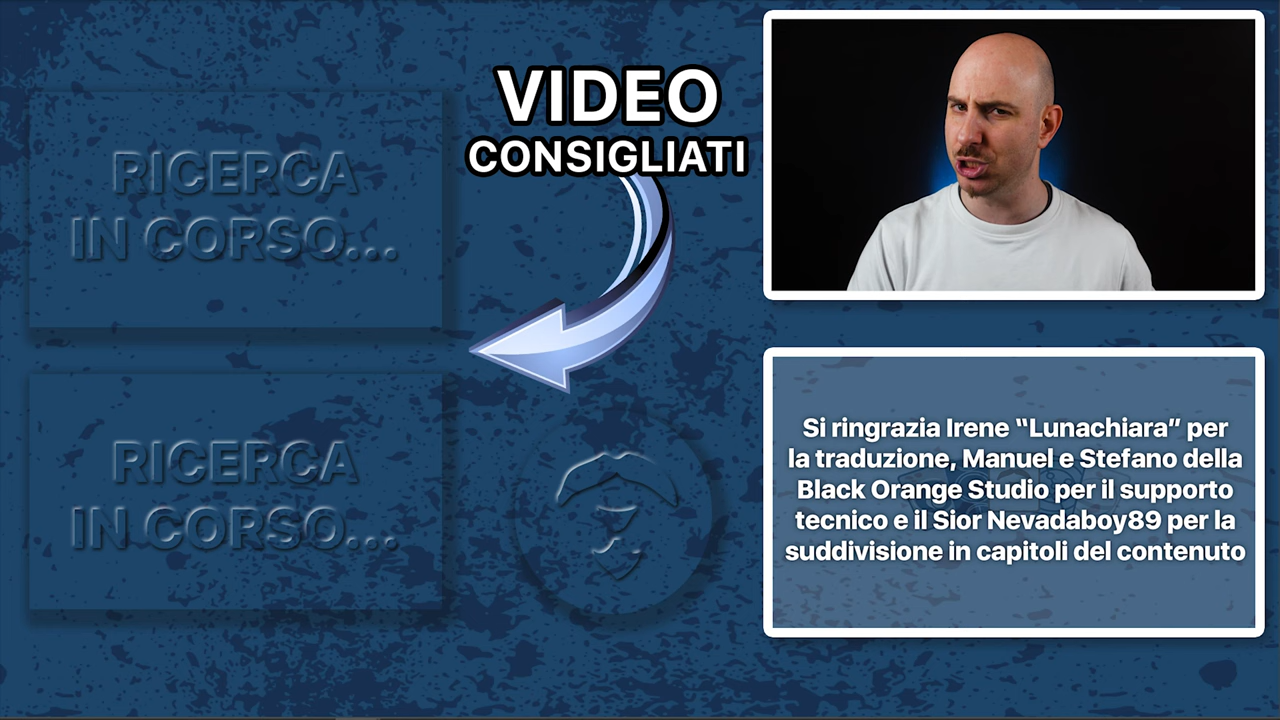 VIDEO
CONSIGLIATI
RICERCA
IN CORSO...
RICERCA
IN CORSO...
Si ringrazia Irene “Lunachiara” per
la traduzione, Manuel e Stefano della
Black Orange Studio per il supporto
tecnico e il Sior Nevadaboy89 per la
suddivisione in capitoli del contenuto